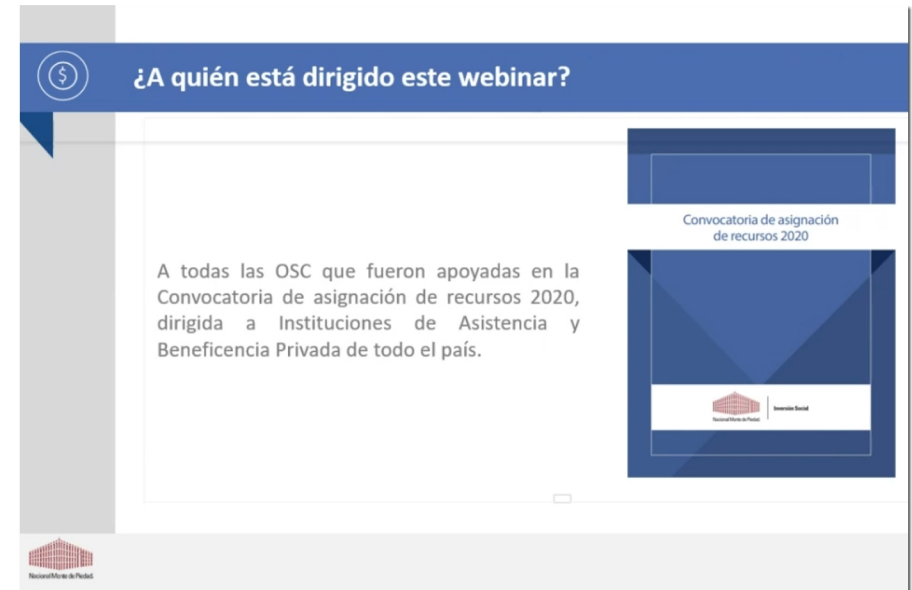 ¿A quién está dirigido este webinar?
A todas las OSC que fueron apoyadas en la
Convocatoria de asignación de recursos 2020,
dirigida a Instituciones de Asistencia y
Beneficencia Privada de todo el país.
Convocatoria de asignación
de recursos 2020
Nacional Monte de Piedad.
Inversión Social
Nacional Monte de Piedad.